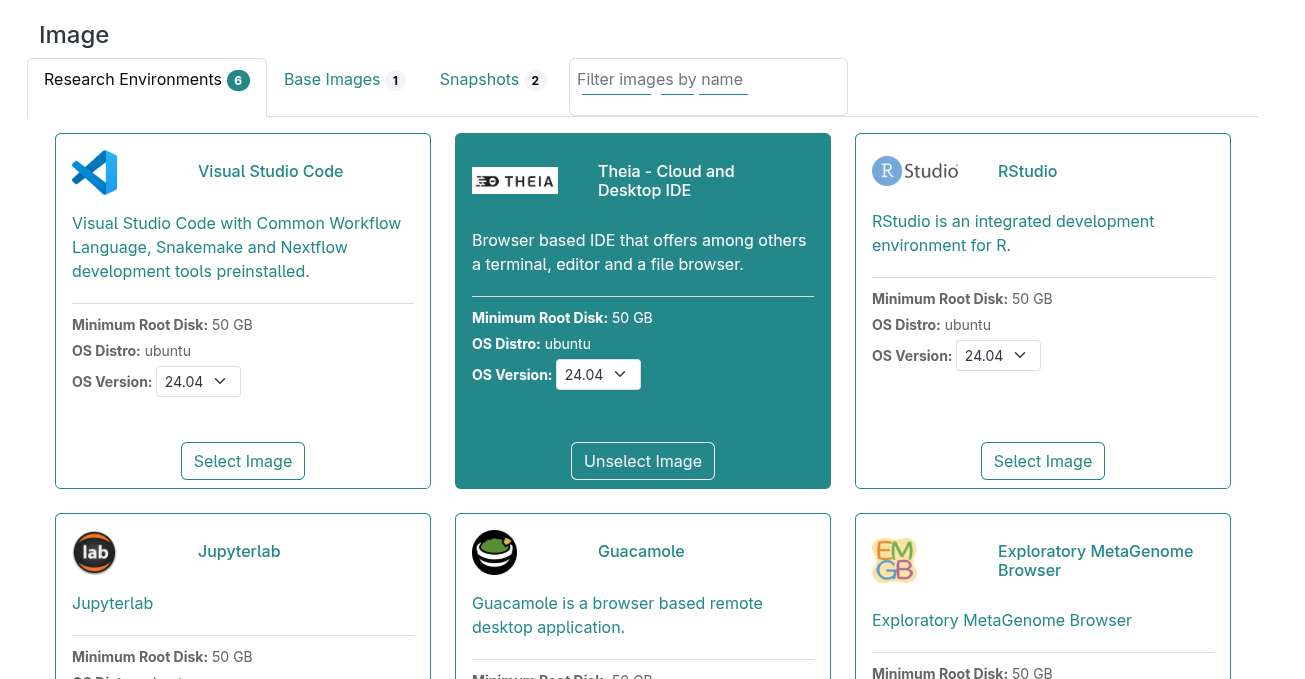 Image
Research Environments 6
Base Images 1
Snapshots 2
Filter images by name
Visual Studio Code
Visual Studio Code with Common Workflow
Language, Snakemake and Nextflow
development tools preinstalled.
Minimum Root Disk: 50 GB
OS Distro: ubuntu
OS Version: 24.04
Select Image
THEIA
Theia - Cloud and
Desktop IDE
Browser based IDE that offers among others
a terminal, editor and a file browser.
Minimum Root Disk: 50 GB
OS Distro: ubuntu
OS Version: 24.04
Unselect Image
R Studio
RStudio
RStudio is an integrated development
environment for R.
Minimum Root Disk: 50 GB
OS Distro: ubuntu
OS Version: 24.04
Select Image
lab
Jupyterlab
Jupyterlab
Minimum Root Disk: 50 GB
Guacamole
Guacamole is a browser based remote
desktop application.
Minimum Root Disk: 50 GB
EM
GB
Exploratory MetaGenome
Browser
Exploratory MetaGenome Browser
Minimum Root Disk: 50 GB